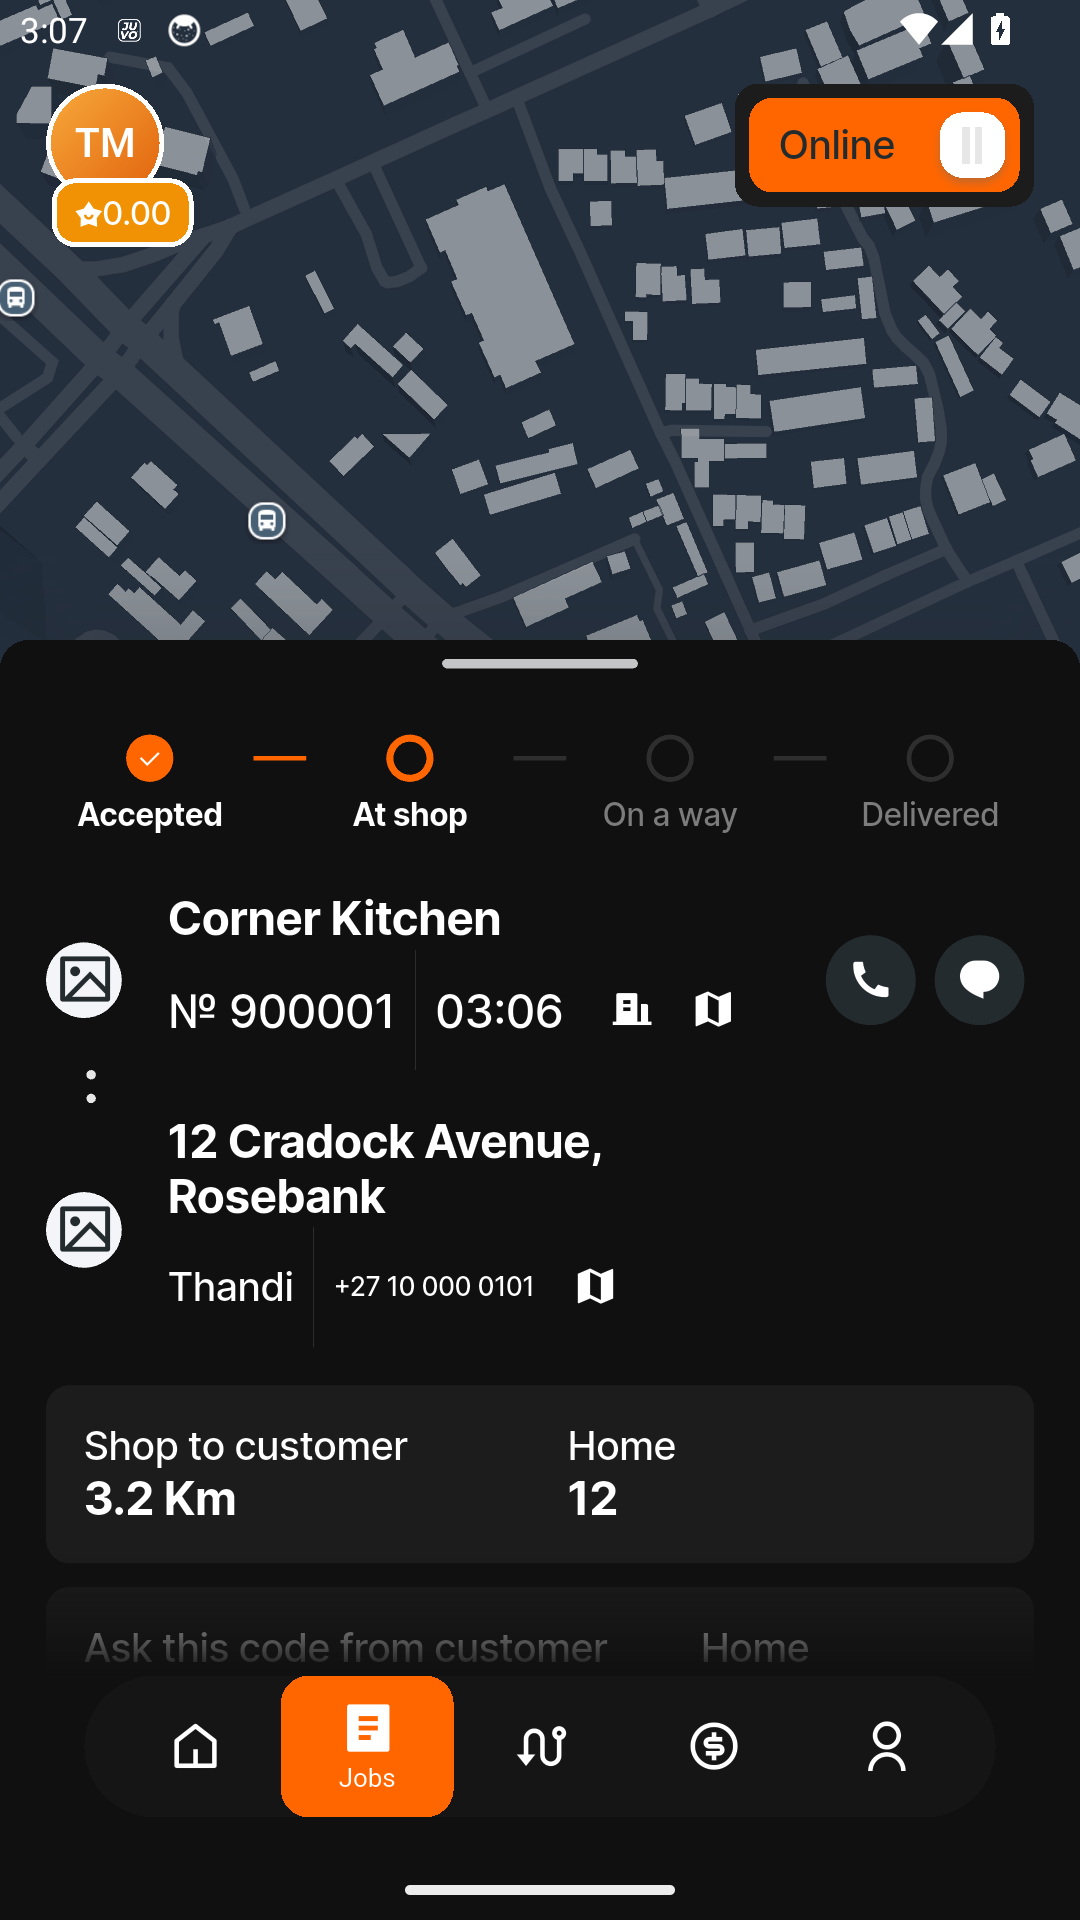 3:07
JUVO
TM
0.00
Online
Accepted
At shop
On a way
Delivered
Corner Kitchen
№ 900001
03:06
12 Cradock Avenue,
Rosebank
Thandi
+27 10 000 0101
Shop to customer
Home
3.2 Km
12
Ask this code from customer
Home
Jobs